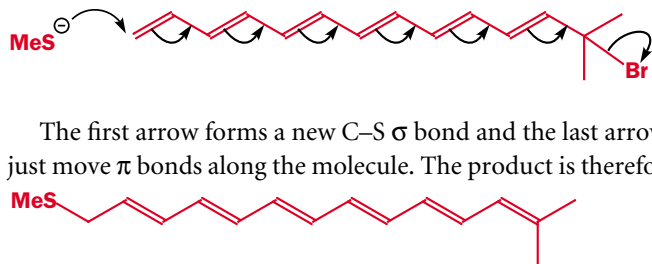 MeS⊖
Br
The first arrow forms a new C–S σ bond and the last arrow
just move π bonds along the molecule. The product is therefo
MeS